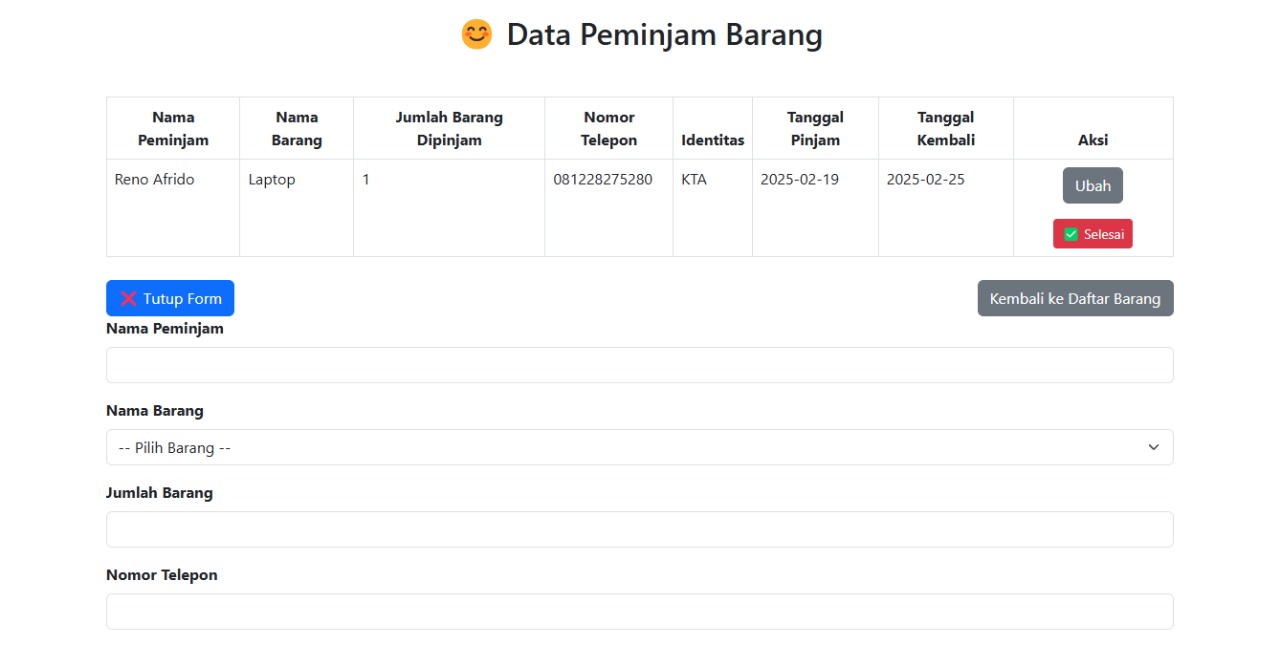 😊 Data Peminjam Barang
Nama Peminjam Nama Barang Jumlah Barang Dipinjam Nomor Telepon Identitas Tanggal Pinjam Tanggal Kembali Aksi
Reno Afrido Laptop 1 081228275280 KTA 2025-02-19 2025-02-25 Ubah
✅ Selesai
❌ Tutup Form Kembali ke Daftar Barang
Nama Peminjam
Nama Barang
-- Pilih Barang --
Jumlah Barang
Nomor Telepon